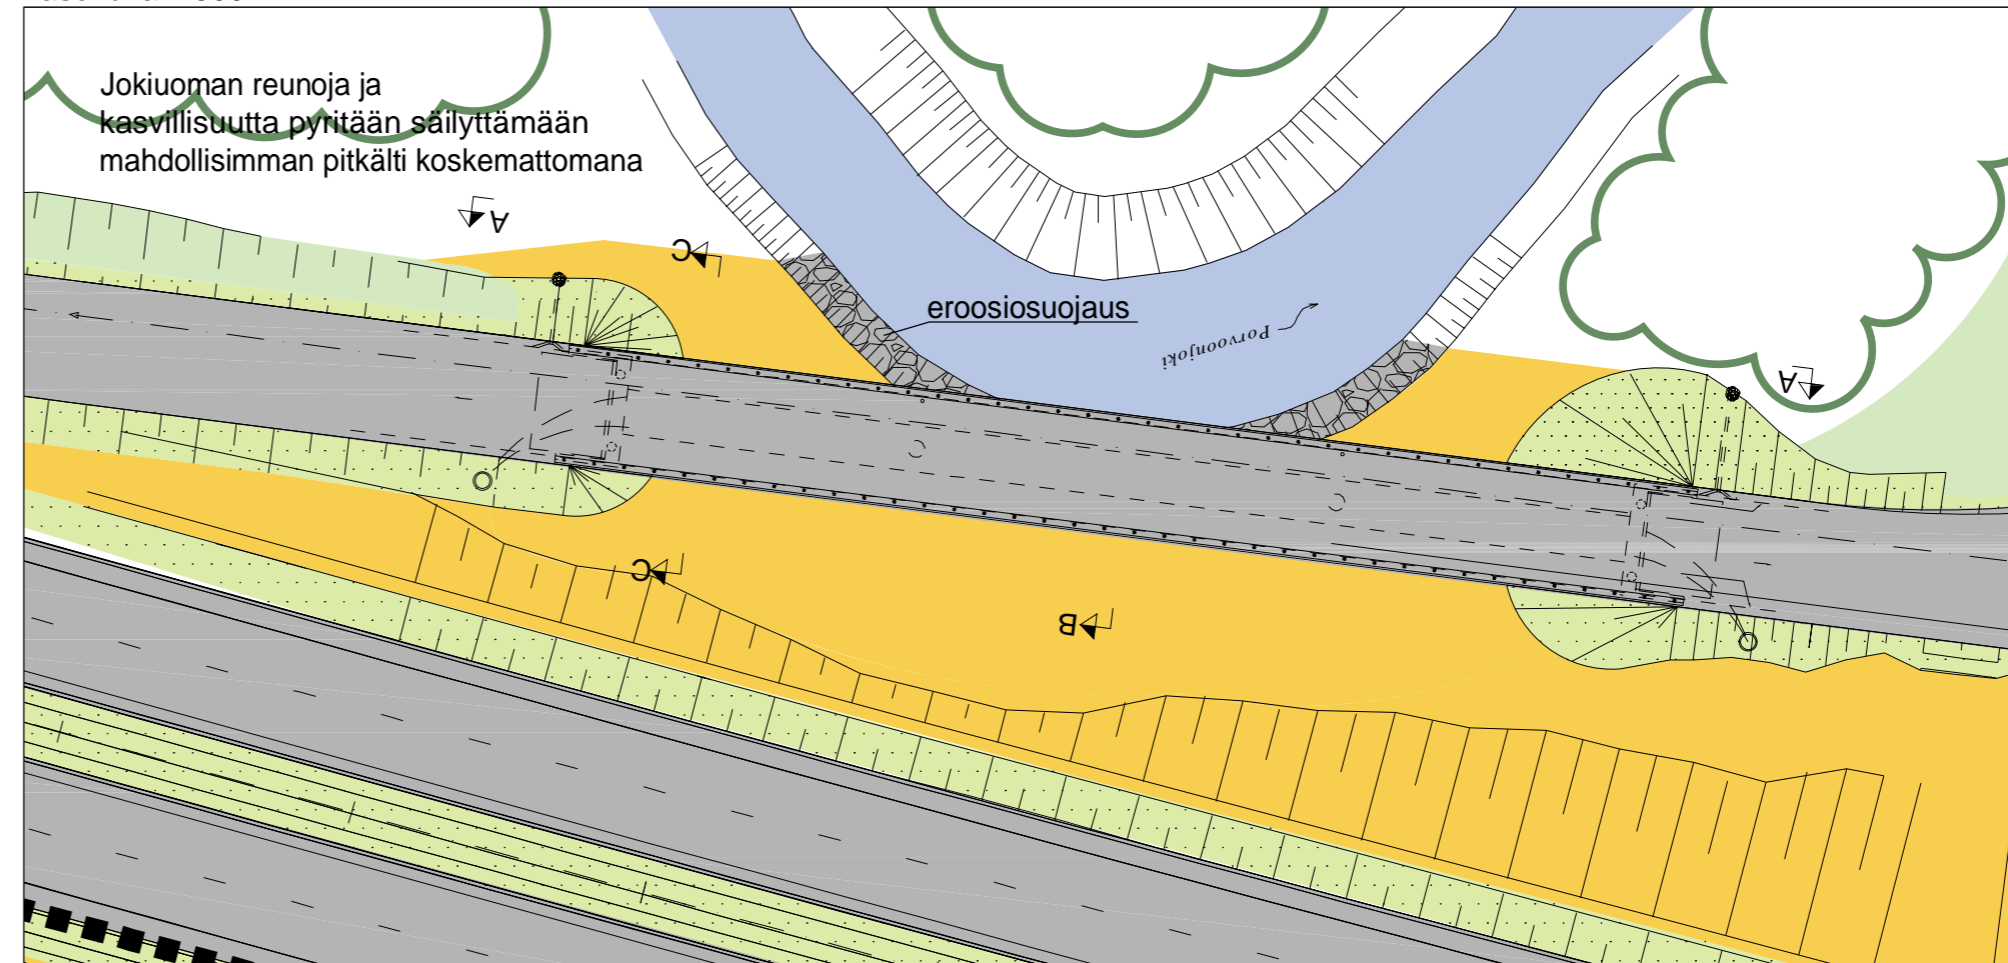 Jokiuoman reunoja ja
kasvillisuutta pyritään säilyttämään
mahdollisimman pitkälti koskemattomana
A
C
eroosiosuojaus
Porvoonjoki
A
C
B